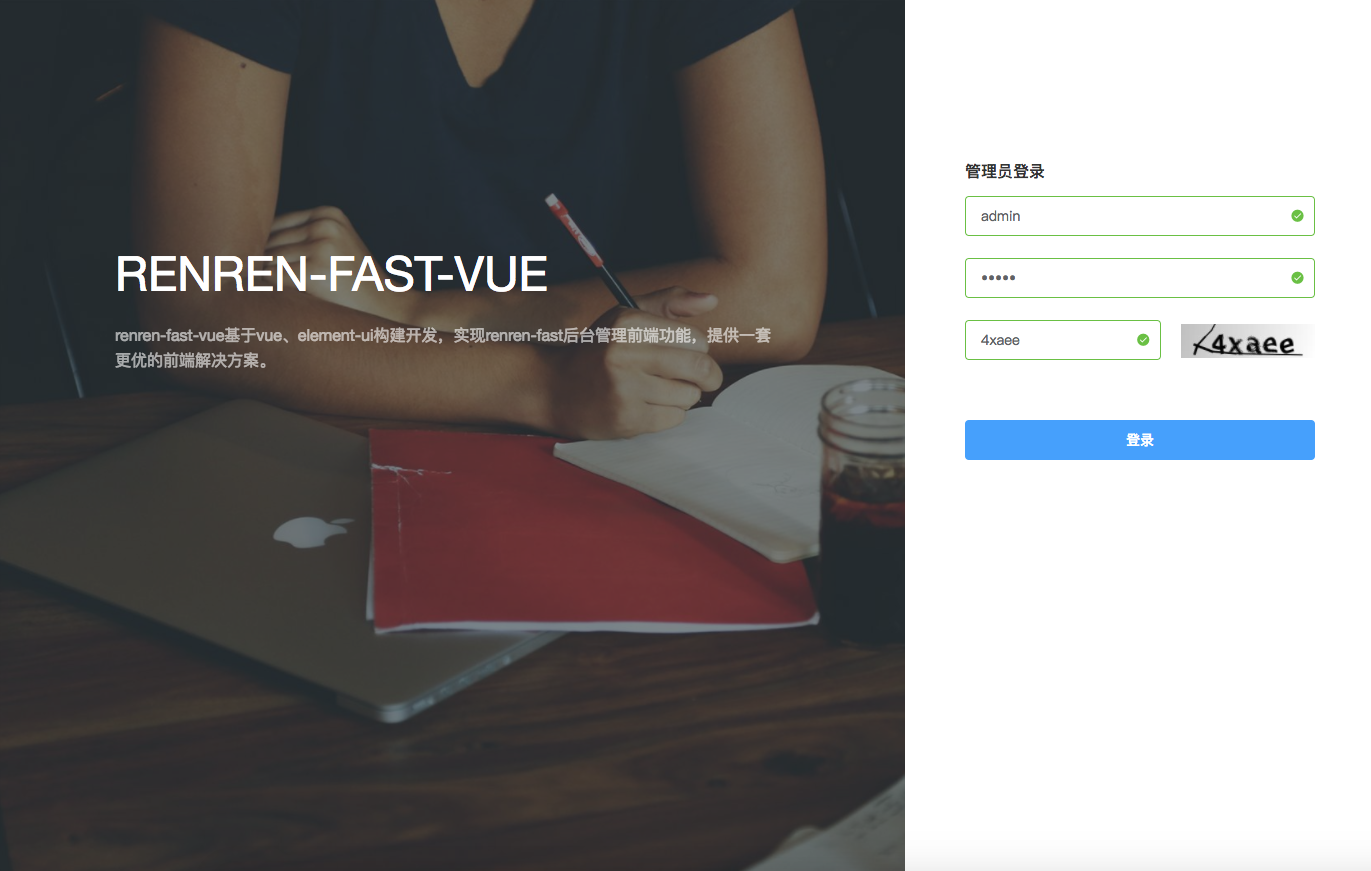 RENREN-FAST-VUE
renren-fast-vue基于vue、element-ui构建开发，实现renren-fast后台管理前端功能，提供一套
更优的前端解决方案。
管理员登录
admin
•••••
4xaee
4xaee
登录